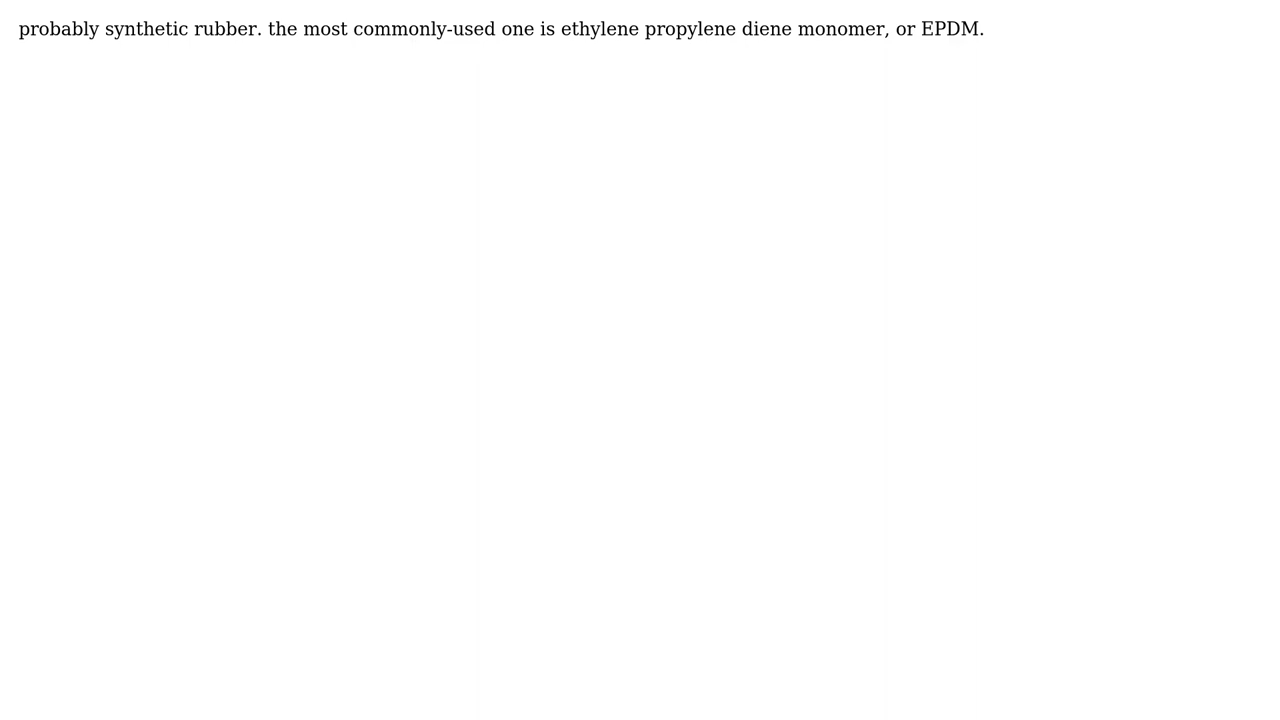 probably synthetic rubber. the most commonly-used one is ethylene propylene diene monomer, or EPDM.